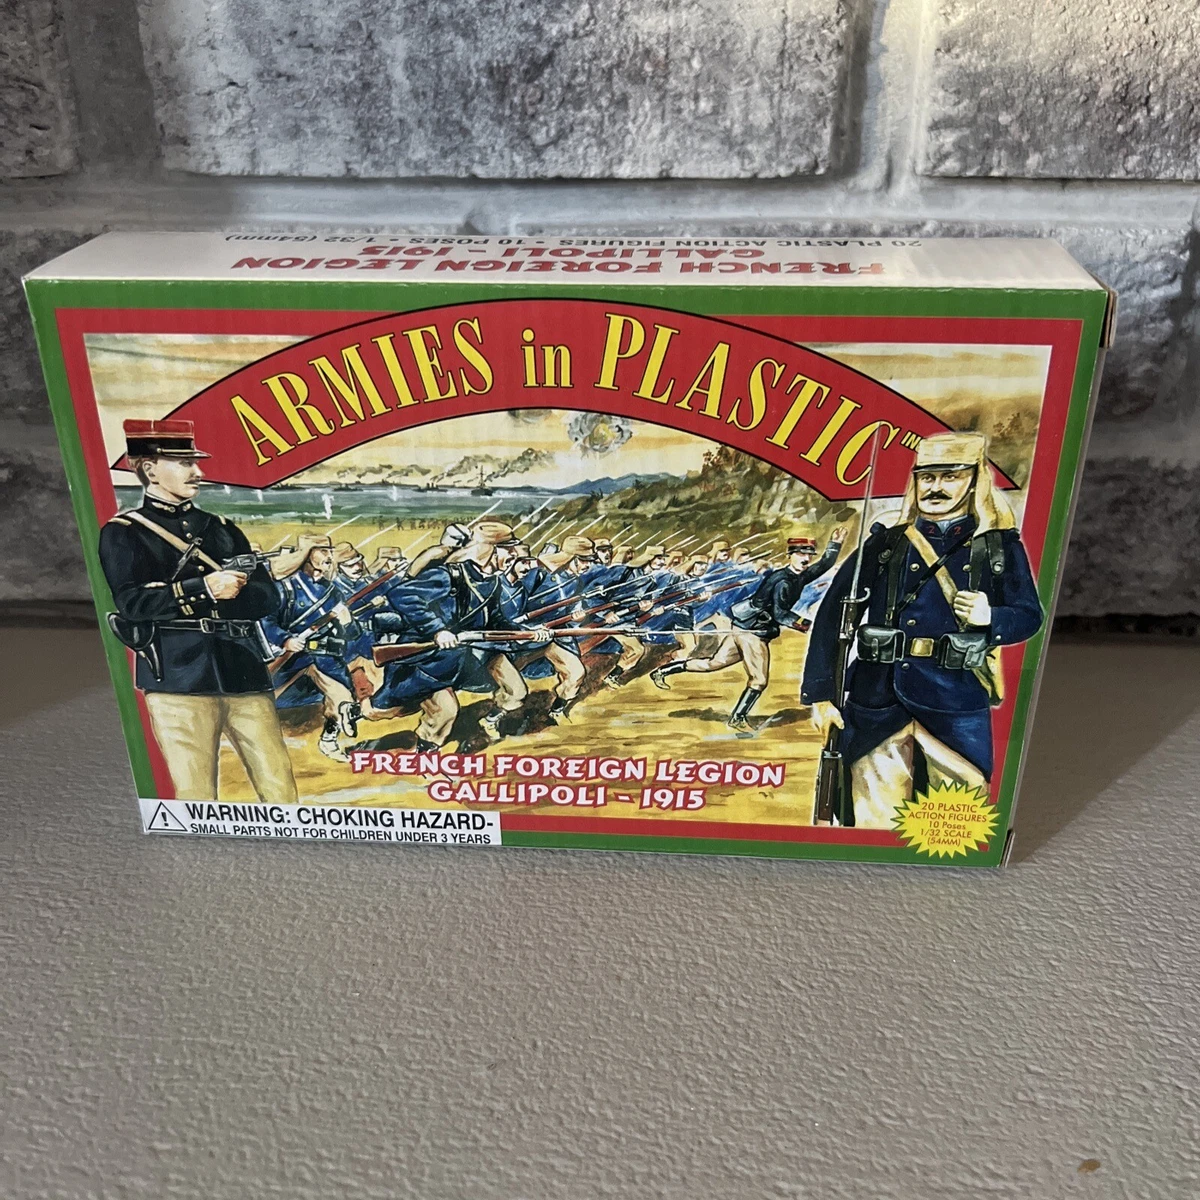 FRENCH FOREIGN LEGION
GALLIPOLI - 1915
20 PLASTIC ACTION FIGURES • 10 POSES • 1/32 (54mm)
ARMIES in PLASTIC INC
FRENCH FOREIGN LEGION
GALLIPOLI - 1915
WARNING: CHOKING HAZARD-
SMALL PARTS NOT FOR CHILDREN UNDER 3 YEARS
20 PLASTIC
ACTION FIGURES
10 Poses
1/32 SCALE
(54MM)